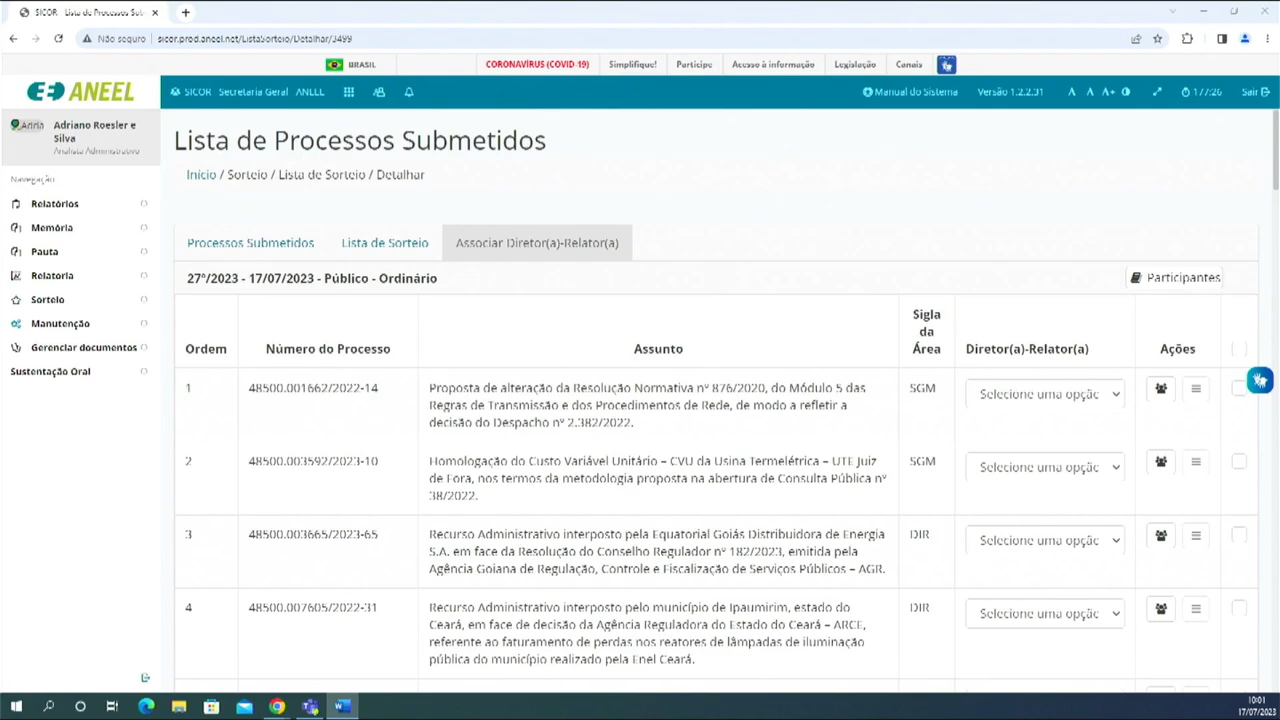 SICOR - Lista de Processos Sub
Não seguro
sicor.prod.aneel.net/ListaSorteio/Detalhar/3499
BRASIL
CORONAVÍRUS (COVID-19)
Simplifique!
Participe
Acesso à informação
Legislação
Canais
ANEEL
SICOR
Secretaria Geral
ANEEL
Manual do Sistema
Versão 1.2.2.31
A
A
A+
177:26
Sair
Adria
Adriano Roesler e
Silva
Analista Administrativo
Navegação
Relatórios
Memória
Pauta
Relatoria
Sorteio
Manutenção
Gerenciar documentos
Sustentação Oral
Lista de Processos Submetidos
Início / Sorteio / Lista de Sorteio / Detalhar
Processos Submetidos
Lista de Sorteio
Associar Diretor(a)-Relator(a)
27ª/2023 - 17/07/2023 - Público - Ordinário
Participantes
Ordem
Número do Processo
Assunto
Sigla
da
Área
Diretor(a)-Relator(a)
Ações
1
48500.001662/2022-14
Proposta de alteração da Resolução Normativa nº 876/2020, do Módulo 5 das
Regras de Transmissão e dos Procedimentos de Rede, de modo a refletir a
decisão do Despacho nº 2.382/2022.
SGM
Selecione uma opçãc
2
48500.003592/2023-10
Homologação do Custo Variável Unitário – CVU da Usina Termelétrica – UTE Juiz
de Fora, nos termos da metodologia proposta na abertura de Consulta Pública nº
38/2022.
SGM
Selecione uma opçãc
3
48500.003665/2023-65
Recurso Administrativo interposto pela Equatorial Goiás Distribuidora de Energia
S.A. em face da Resolução do Conselho Regulador nº 182/2023, emitida pela
Agência Goiana de Regulação, Controle e Fiscalização de Serviços Públicos – AGR.
DIR
Selecione uma opçãc
4
48500.007605/2022-31
Recurso Administrativo interposto pelo município de Ipaumirim, estado do
Ceará, em face de decisão da Agência Reguladora do Estado do Ceará – ARCE,
referente ao faturamento de perdas nos reatores de lâmpadas de iluminação
pública do município realizado pela Enel Ceará.
DIR
Selecione uma opçãc
10:01
17/07/2023